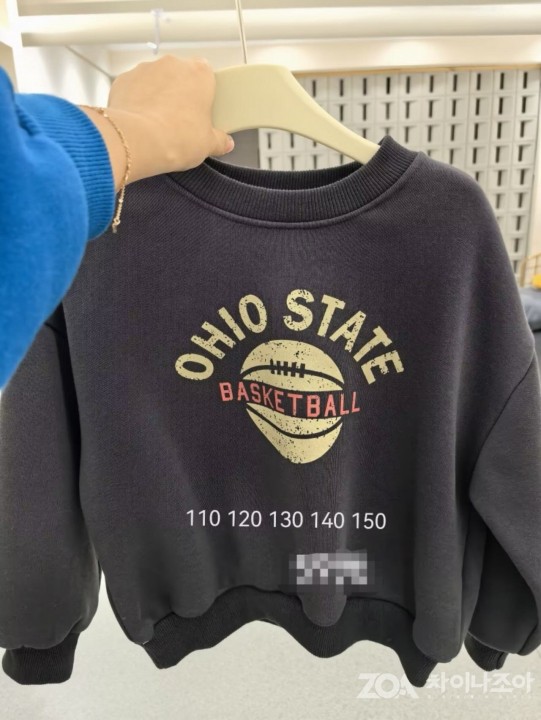 OHIO STATE
BASKETBALL
110 120 130 140 150
ZOA 차이나조아